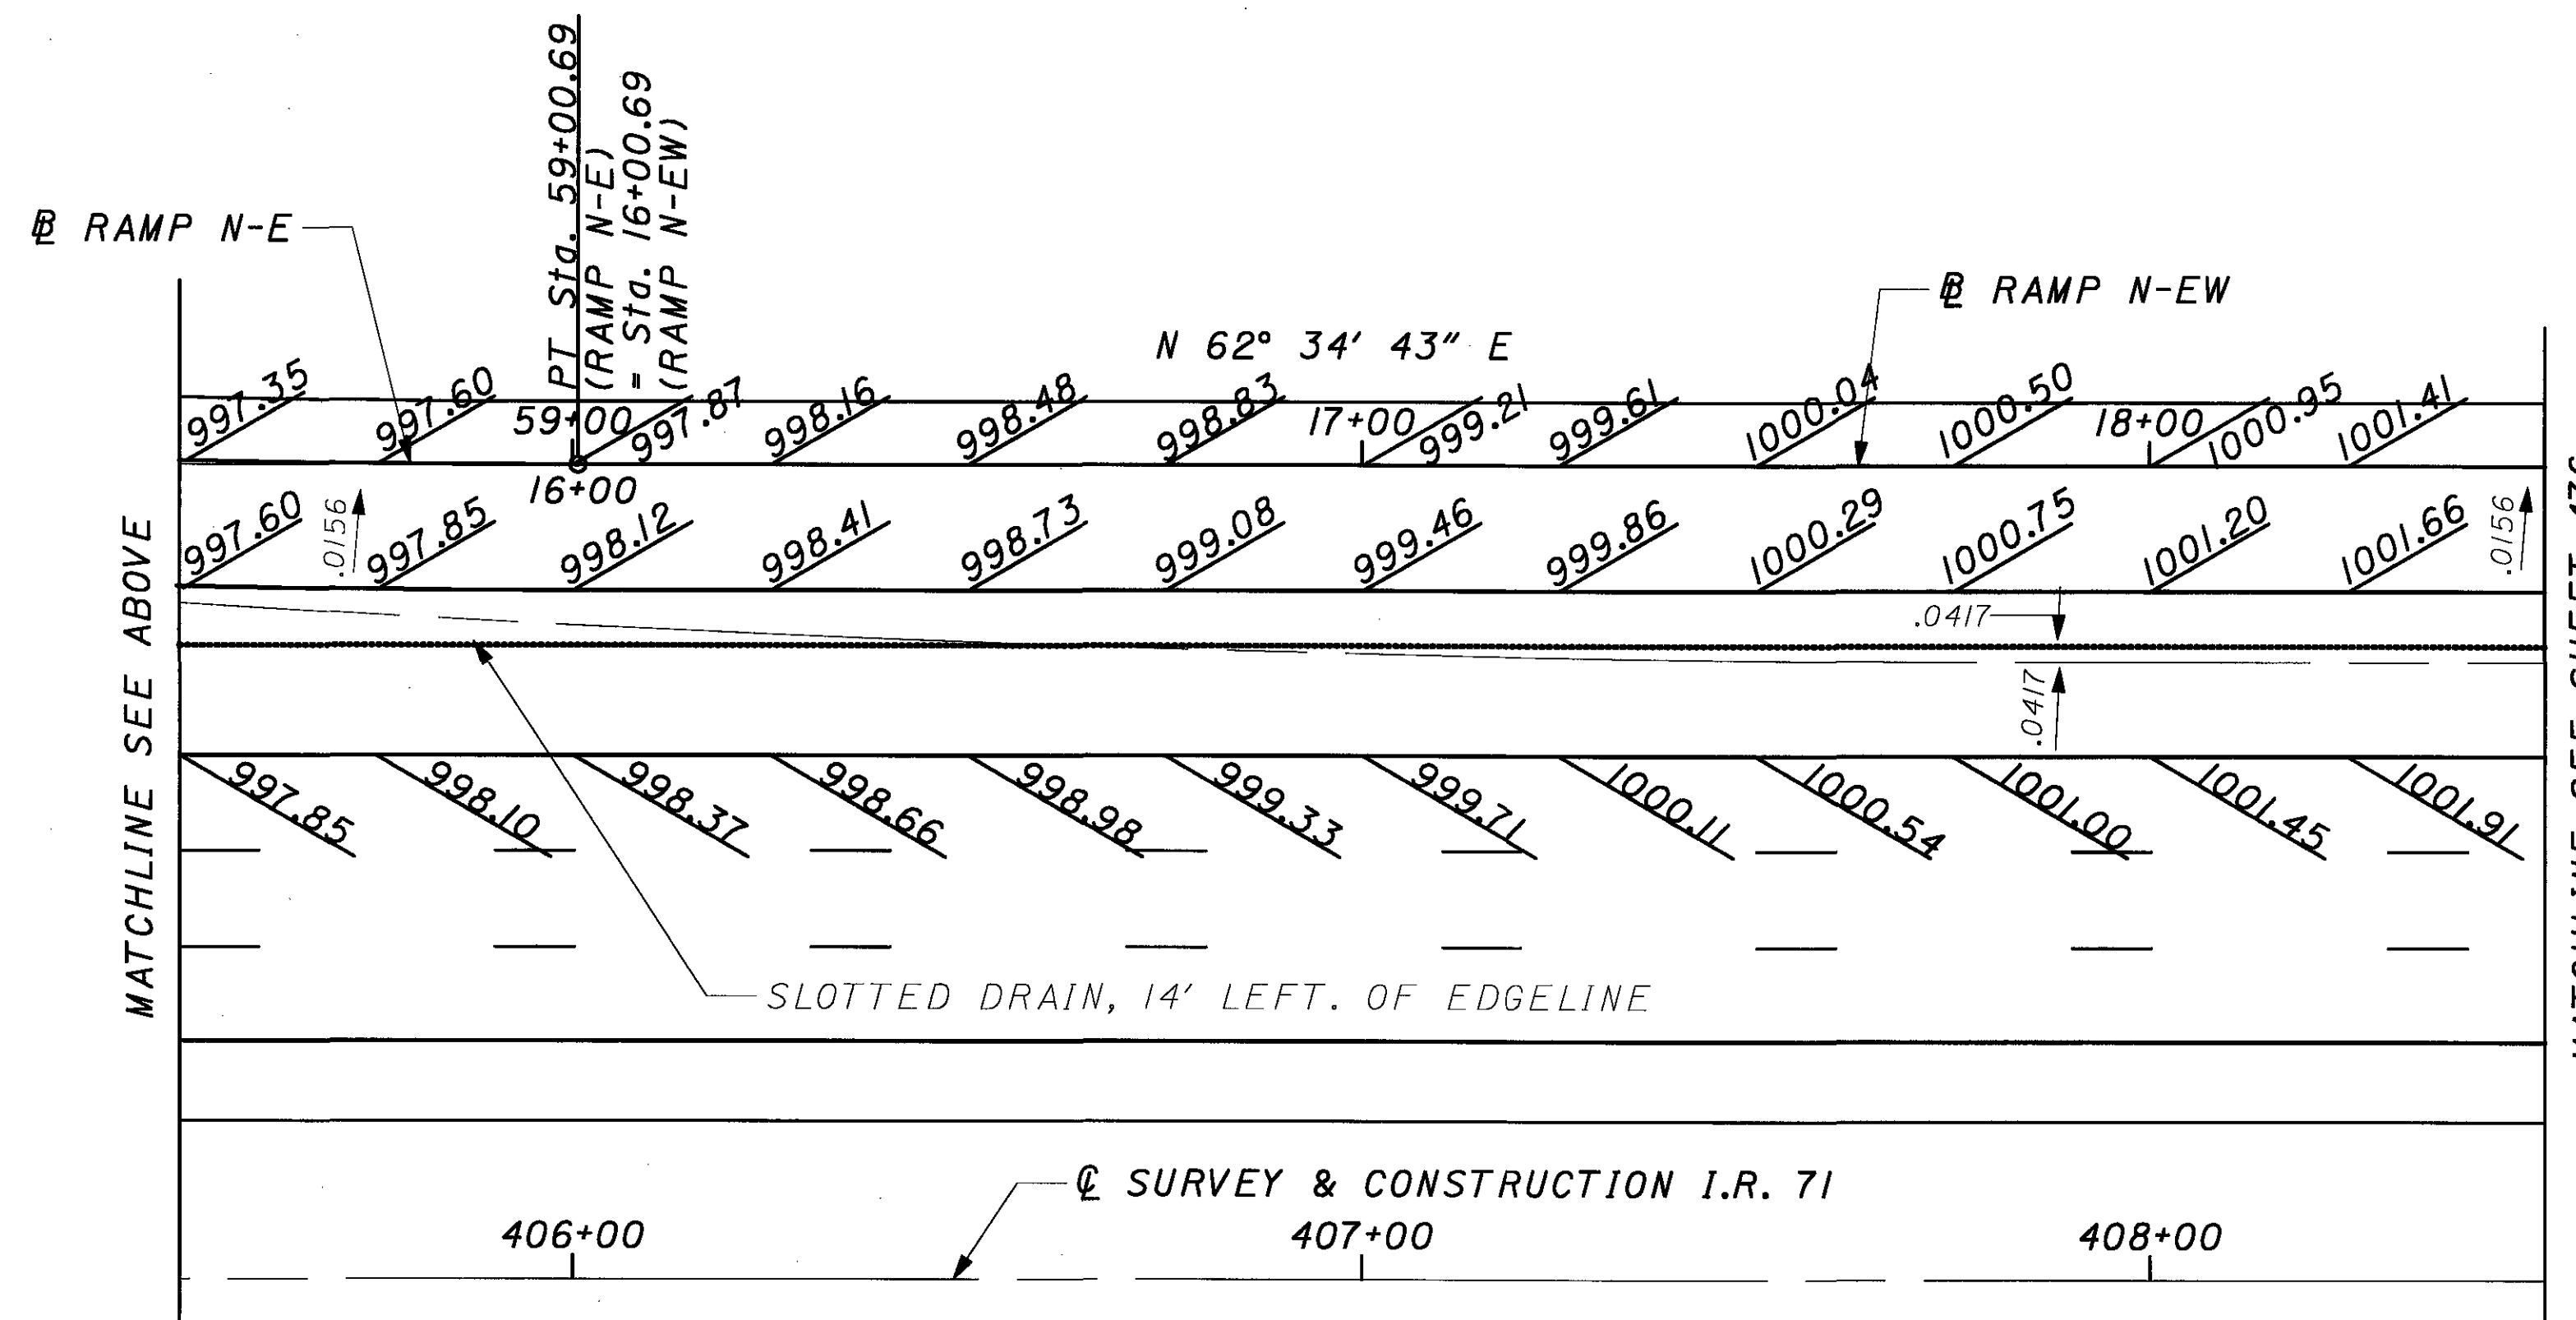 PT Sta. 59+00.69
(RAMP N-E)
= Sta. 16+00.69
(RAMP N-EW)
℄ RAMP N-E
℄ RAMP N-EW
N 62° 34' 43" E
997.35 997.60 59+00 997.87 998.16 998.48 998.83 17+00 999.21 999.61 1000.04 1000.50 18+00 1000.95 1001.41
16+00
997.60 .0156 997.85 998.12 998.41 998.73 999.08 999.46 999.86 1000.29 1000.75 1001.20 1001.66 .0156
.0417
.0417
MATCHLINE SEE ABOVE
997.85 998.10 998.37 998.66 998.98 999.33 999.71 1000.11 1000.54 1001.00 1001.45 1001.91
SLOTTED DRAIN, 14' LEFT. OF EDGELINE
℄ SURVEY & CONSTRUCTION I.R. 71
406+00 407+00 408+00